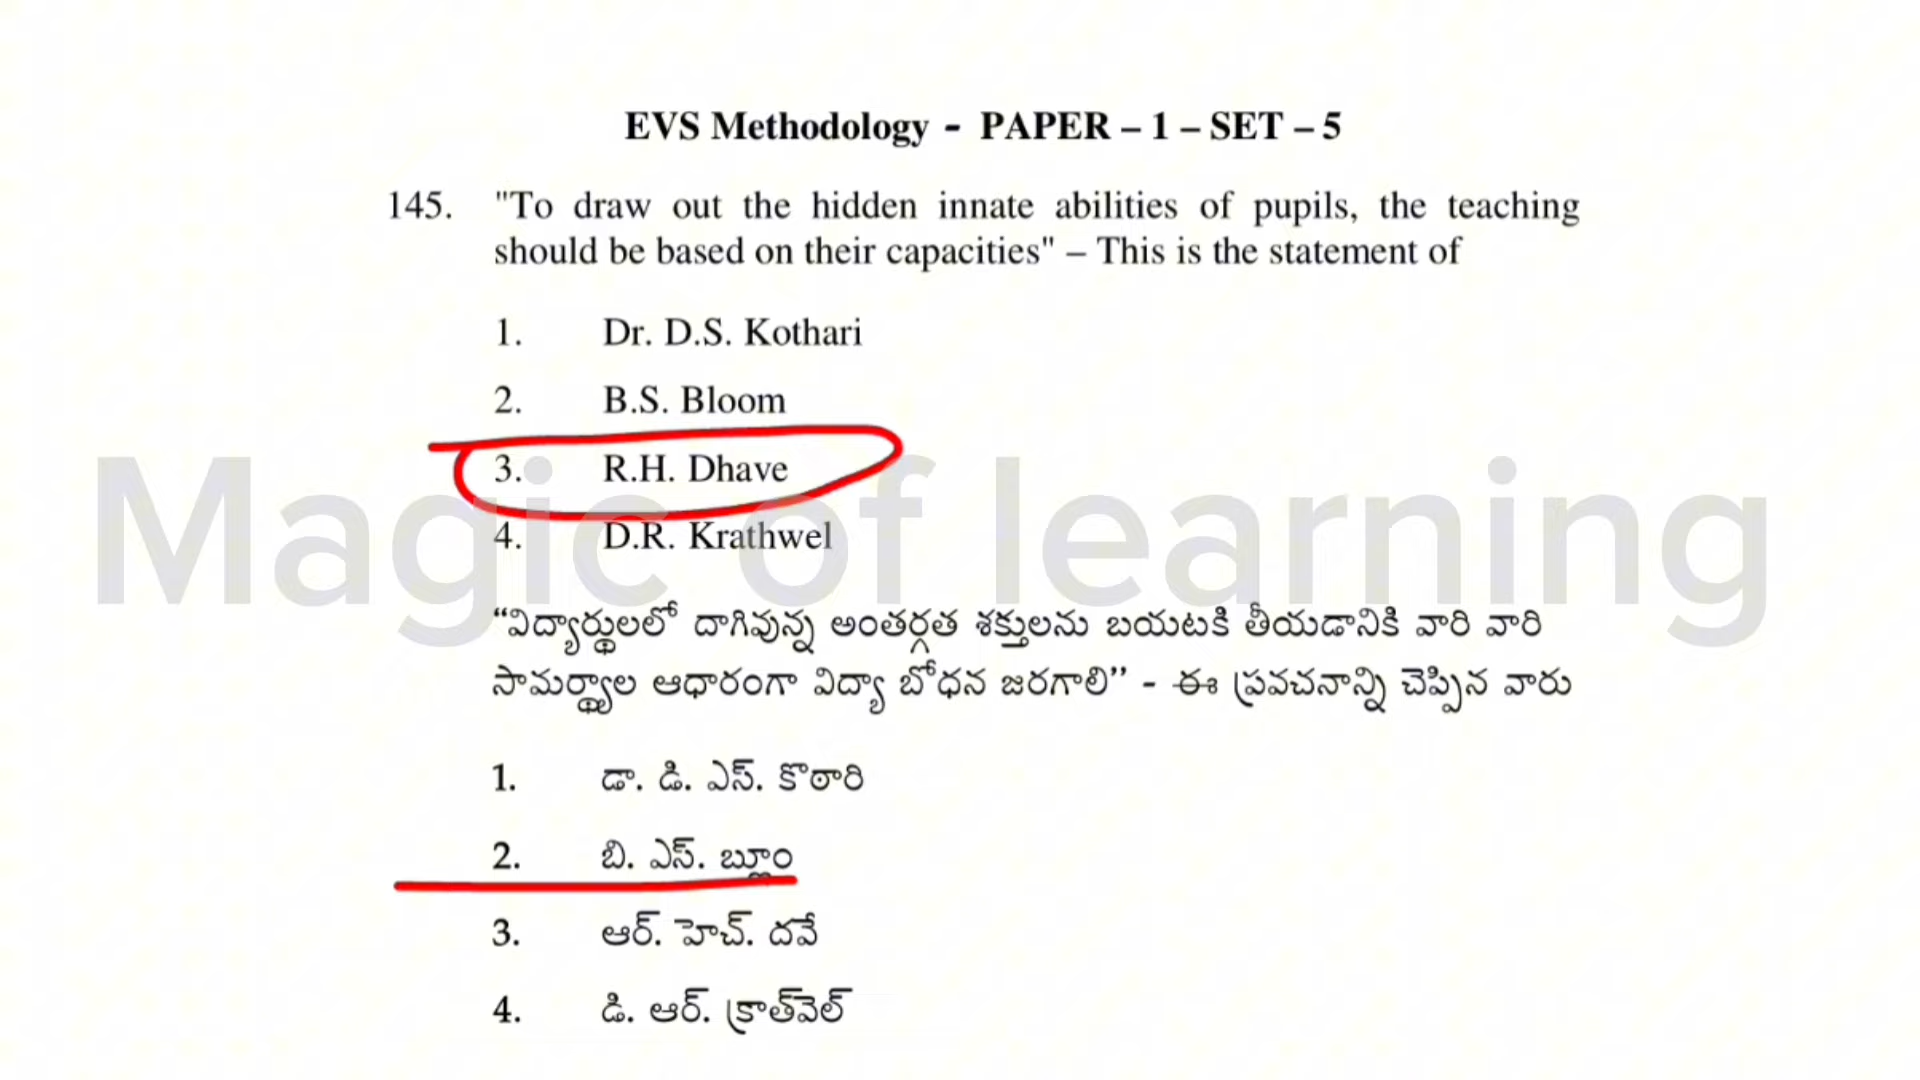 EVS Methodology - PAPER – 1 – SET – 5
145. "To draw out the hidden innate abilities of pupils, the teaching
should be based on their capacities" – This is the statement of
1. Dr. D.S. Kothari
2. B.S. Bloom
3. R.H. Dhave
4. D.R. Krathwel
Magic of learning
“విద్యార్థులలో దాగివున్న అంతర్గత శక్తులను బయటకి తీయడానికి వారి వారి
సామర్థ్యాల ఆధారంగా విద్యా బోధన జరగాలి” - ఈ ప్రవచనాన్ని చెప్పిన వారు
1. డా. డి. ఎస్. కొఠారి
2. బి. ఎస్. బ్లూం
3. ఆర్. హెచ్. దవే
4. డి. ఆర్. క్రాత్‌వెల్